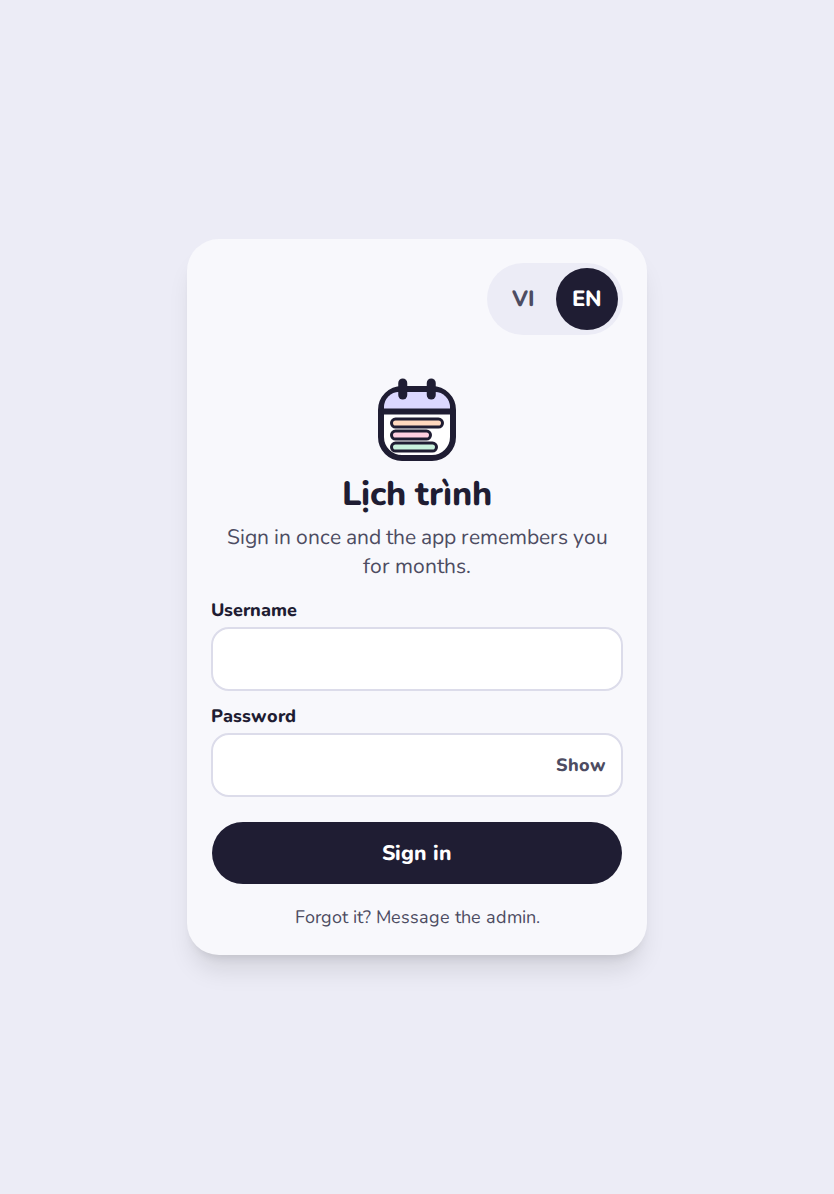 VI EN
Lịch trình
Sign in once and the app remembers you
for months.
Username
Password
Show
Sign in
Forgot it? Message the admin.